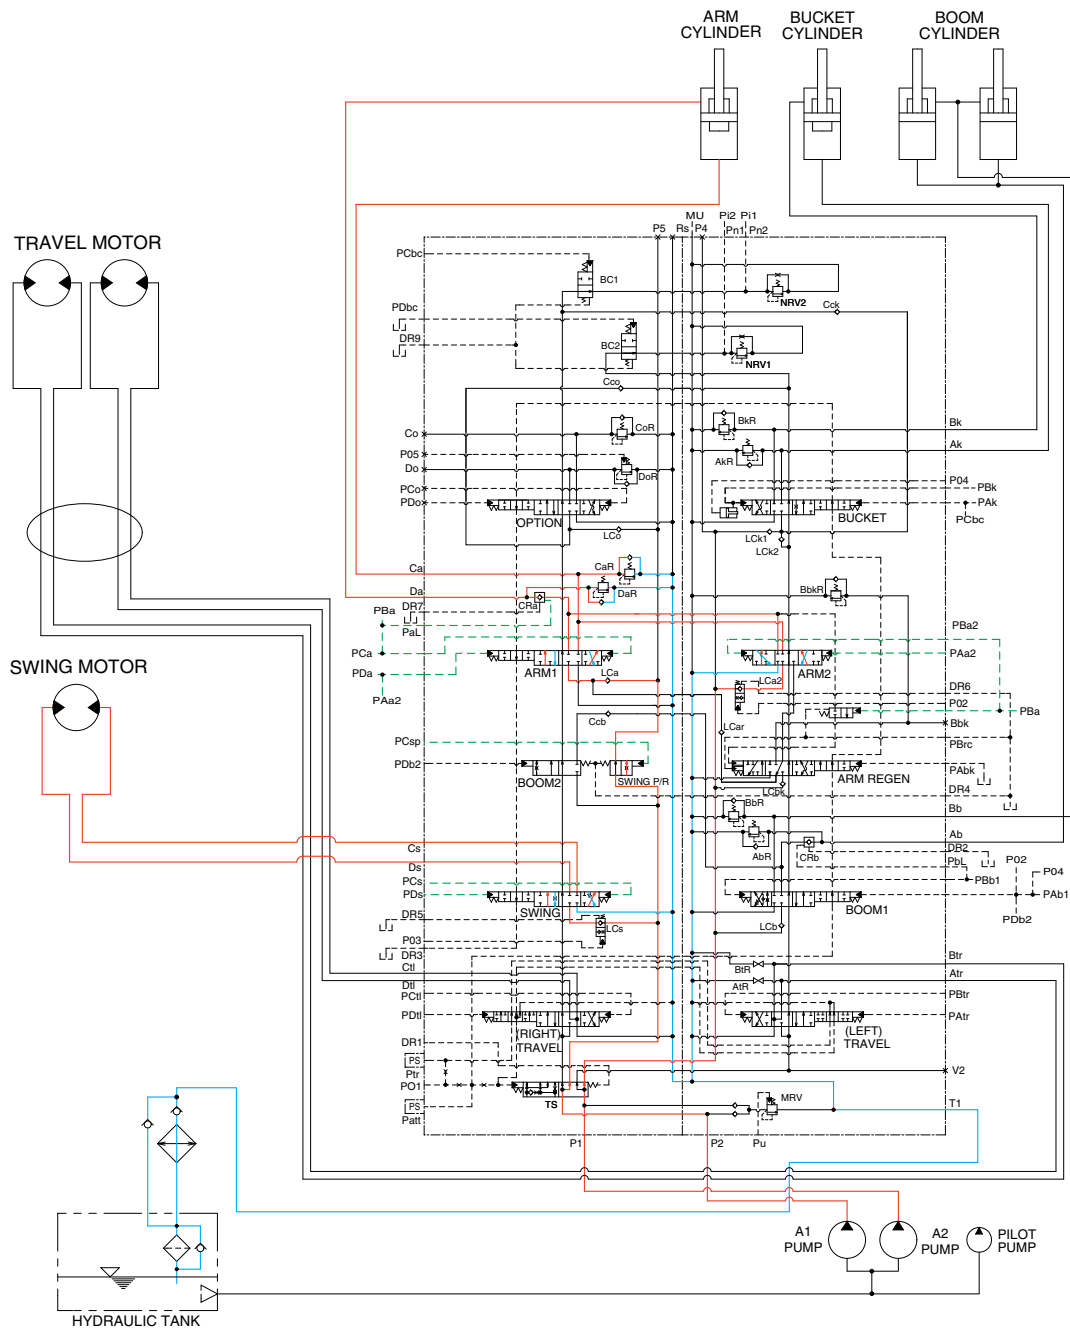 ARM
CYLINDER
BUCKET
CYLINDER
BOOM
CYLINDER
TRAVEL MOTOR
SWING MOTOR
MU
Pi2
Pi1
P5
Rs
P4
Pn1
Pn2
PCbc
BC1
NRV2
Cck
PDbc
DR9
BC2
NRV1
Cco
Co
CoR
BkR
Bk
P05
Ak
Do
DoR
AkR
P04
PBk
PCo
PDo
PAk
OPTION
BUCKET
PCbc
LCo
LCk1
LCk2
Ca
CaR
Da
DaR
BbkR
CRa
DR7
PBa
PaL
PBa2
PCa
PAa2
PDa
ARM1
LCa
ARM2
LCa2
PAa2
DR6
P02
PBa
Ccb
LCar
Bbk
PCsp
PBrc
PDb2
PAbk
BOOM2
SWING P/R
LCbk
ARM REGEN
DR4
BbR
Bb
AbR
Ab
CRb
Cs
DR2
P02
Ds
PbL
P04
PCs
PBb1
PDs
PAb1
SWING
BOOM1
DR5
LCs
PDb2
P03
LCb
DR3
Btr
Ctl
BtR
Atr
Dtl
AtR
PCtl
PBtr
PDtl
PAtr
(RIGHT)
TRAVEL
(LEFT)
TRAVEL
DR1
PS
Ptr
V2
PO1
TS
MRV
T1
PS
Patt
P1
P2
Pu
A1
PUMP
A2
PUMP
PILOT
PUMP
HYDRAULIC TANK